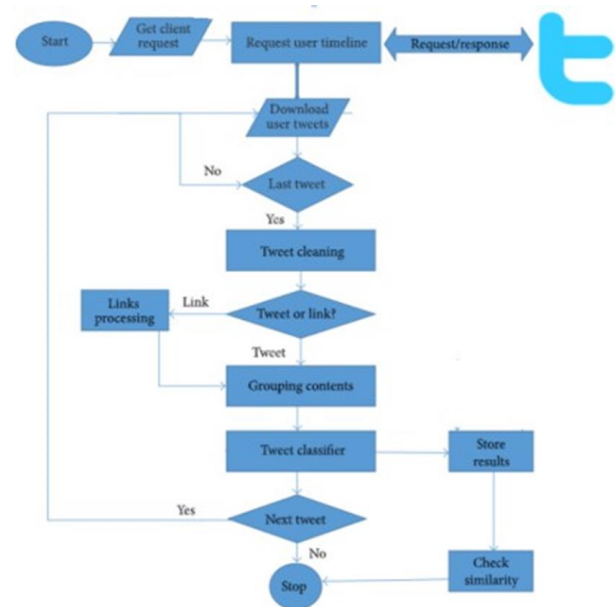 Start
Get client
request
Request user timeline
Request/response
Download
user tweets
No
Last tweet
Yes
Tweet cleaning
Links
processing
Link
Tweet or link?
Tweet
Grouping contents
Tweet classifier
Store
results
Yes
Next tweet
No
Stop
Check
similarity